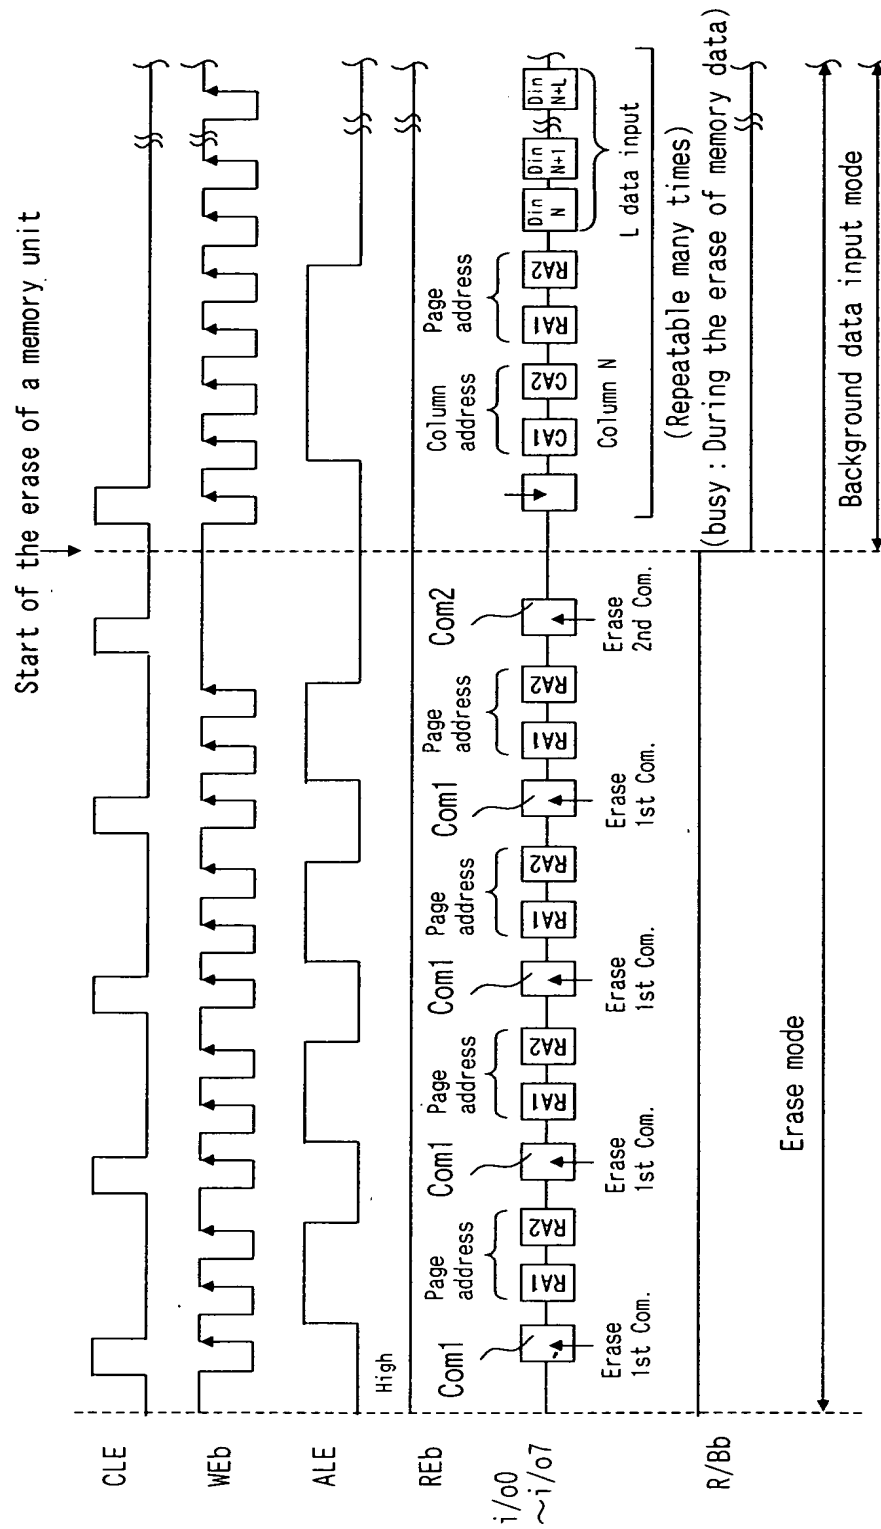 Start of the erase of a memory unit
CLE
WEb
ALE
High
REb
Com1
Page
address
Com1
Page
address
Com1
Page
address
Com1
Page
address
Com2
Column
address
Page
address
i/o0
~i/o7
RA1
RA2
RA1
RA2
RA1
RA2
RA1
RA2
CA1
CA2
RA1
RA2
Din
N
Din
N+1
Din
N+L
Erase
1st Com.
Erase
1st Com.
Erase
1st Com.
Erase
1st Com.
Erase
2nd Com.
Column N
L data input
(Repeatable many times)
R/Bb
(busy : During the erase of memory data)
Erase mode
Background data input mode